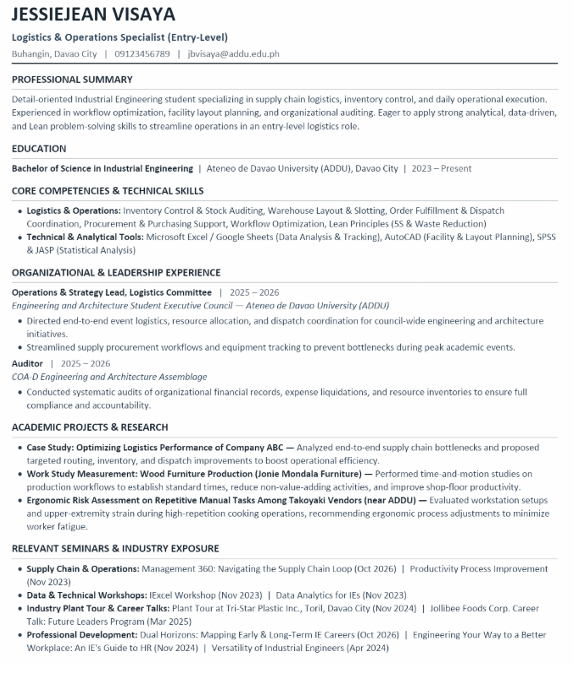 JESSIEJEAN VISAYA
Logistics & Operations Specialist (Entry-Level)
Buhangin, Davao City | 09123456789 | jbvisaya@addu.edu.ph
PROFESSIONAL SUMMARY
Detail-oriented Industrial Engineering student specializing in supply chain logistics, inventory control, and daily operational execution.
Experienced in workflow optimization, facility layout planning, and organizational auditing. Eager to apply strong analytical, data-driven,
and Lean problem-solving skills to streamline operations in an entry-level logistics role.
EDUCATION
Bachelor of Science in Industrial Engineering | Ateneo de Davao University (ADDU), Davao City | 2023 – Present
CORE COMPETENCIES & TECHNICAL SKILLS
• Logistics & Operations: Inventory Control & Stock Auditing, Warehouse Layout & Slotting, Order Fulfillment & Dispatch
Coordination, Procurement & Purchasing Support, Workflow Optimization, Lean Principles (5S & Waste Reduction)
• Technical & Analytical Tools: Microsoft Excel / Google Sheets (Data Analysis & Tracking), AutoCAD (Facility & Layout Planning), SPSS
& JASP (Statistical Analysis)
ORGANIZATIONAL & LEADERSHIP EXPERIENCE
Operations & Strategy Lead, Logistics Committee | 2025 – 2026
Engineering and Architecture Student Executive Council — Ateneo de Davao University (ADDU)
• Directed end-to-end event logistics, resource allocation, and dispatch coordination for council-wide engineering and architecture
initiatives.
• Streamlined supply procurement workflows and equipment tracking to prevent bottlenecks during peak academic events.
Auditor | 2025 – 2026
COA-D Engineering and Architecture Assemblage
• Conducted systematic audits of organizational financial records, expense liquidations, and resource inventories to ensure full
compliance and accountability.
ACADEMIC PROJECTS & RESEARCH
• Case Study: Optimizing Logistics Performance of Company ABC — Analyzed end-to-end supply chain bottlenecks and proposed
targeted routing, inventory, and dispatch improvements to boost operational efficiency.
• Work Study Measurement: Wood Furniture Production (Jonie Mondala Furniture) — Performed time-and-motion studies on
production workflows to establish standard times, reduce non-value-adding activities, and improve shop-floor productivity.
• Ergonomic Risk Assessment on Repetitive Manual Tasks Among Takoyaki Vendors (near ADDU) — Evaluated workstation setups
and upper-extremity strain during high-repetition cooking operations, recommending ergonomic process adjustments to minimize
worker fatigue.
RELEVANT SEMINARS & INDUSTRY EXPOSURE
• Supply Chain & Operations: Management 360: Navigating the Supply Chain Loop (Oct 2026) | Productivity Process Improvement
(Nov 2023)
• Data & Technical Workshops: IExcel Workshop (Nov 2023) | Data Analytics for IEs (Nov 2023)
• Industry Plant Tour & Career Talks: Plant Tour at Tri-Star Plastic Inc., Toril, Davao City (Nov 2024) | Jollibee Foods Corp. Career
Talk: Future Leaders Program (Mar 2025)
• Professional Development: Dual Horizons: Mapping Early & Long-Term IE Careers (Oct 2026) | Engineering Your Way to a Better
Workplace: An IE's Guide to HR (Nov 2024) | Versatility of Industrial Engineers (Apr 2024)